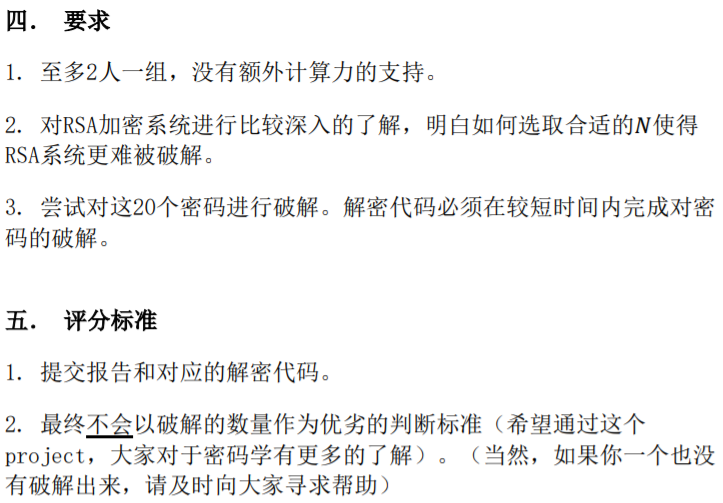 四. 要求
1. 至多2人一组，没有额外计算力的支持。
2. 对RSA加密系统进行比较深入的了解，明白如何选取合适的N使得
RSA系统更难被破解。
3. 尝试对这20个密码进行破解。解密代码必须在较短时间内完成对密
码的破解。
五. 评分标准
1. 提交报告和对应的解密代码。
2. 最终不会以破解的数量作为优劣的判断标准（希望通过这个
project，大家对于密码学有更多的了解）。（当然，如果你一个也没
有破解出来，请及时向大家寻求帮助）